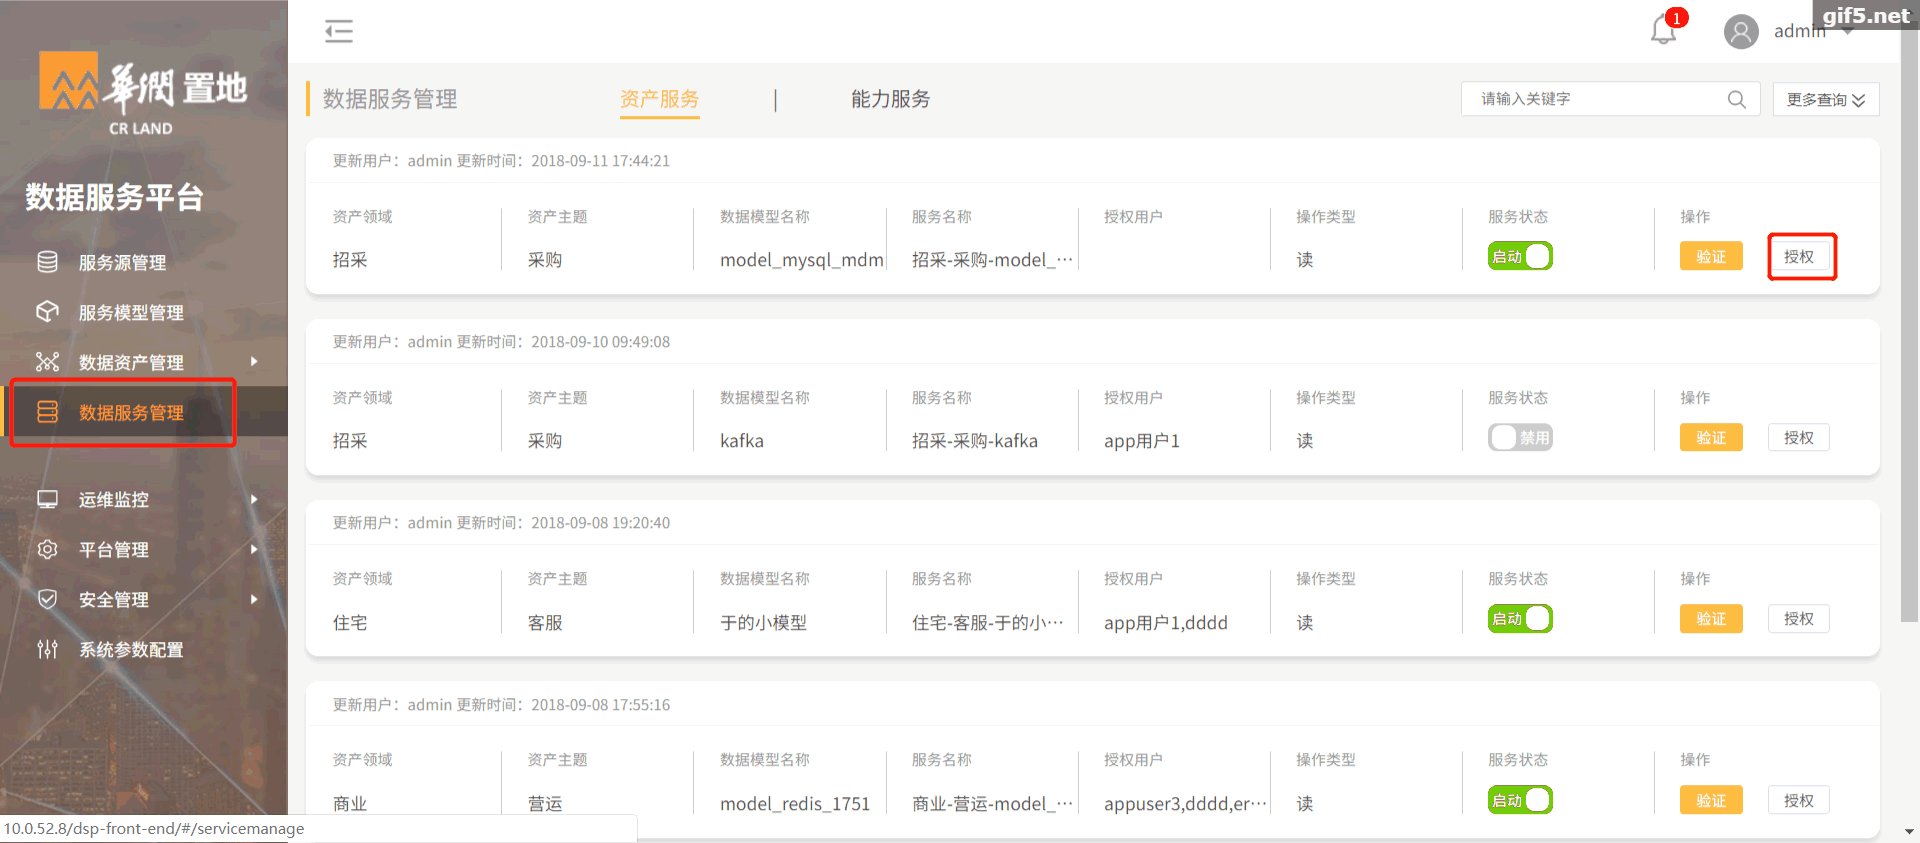 gif5.net
1
admin
華潤置地
CR LAND
数据服务平台
服务源管理
服务模型管理
数据资产管理
数据服务管理
运维监控
平台管理
安全管理
系统参数配置
数据服务管理 资产服务 | 能力服务 请输入关键字 更多查询
更新用户：admin 更新时间：2018-09-11 17:44:21
资产领域 资产主题 数据模型名称 服务名称 授权用户 操作类型 服务状态 操作
招采 采购 model_mysql_mdm 招采-采购-model_··· 读 启动 验证 授权
更新用户：admin 更新时间：2018-09-10 09:49:08
资产领域 资产主题 数据模型名称 服务名称 授权用户 操作类型 服务状态 操作
招采 采购 kafka 招采-采购-kafka app用户1 读 禁用 验证 授权
更新用户：admin 更新时间：2018-09-08 19:20:40
资产领域 资产主题 数据模型名称 服务名称 授权用户 操作类型 服务状态 操作
住宅 客服 于的小模型 住宅-客服-于的小··· app用户1,dddd 读 启动 验证 授权
更新用户：admin 更新时间：2018-09-08 17:55:16
资产领域 资产主题 数据模型名称 服务名称 授权用户 操作类型 服务状态 操作
商业 营运 model_redis_1751 商业-营运-model_··· appuser3,dddd,er··· 读 启动 验证 授权
10.0.52.8/dsp-front-end/#/servicemanage